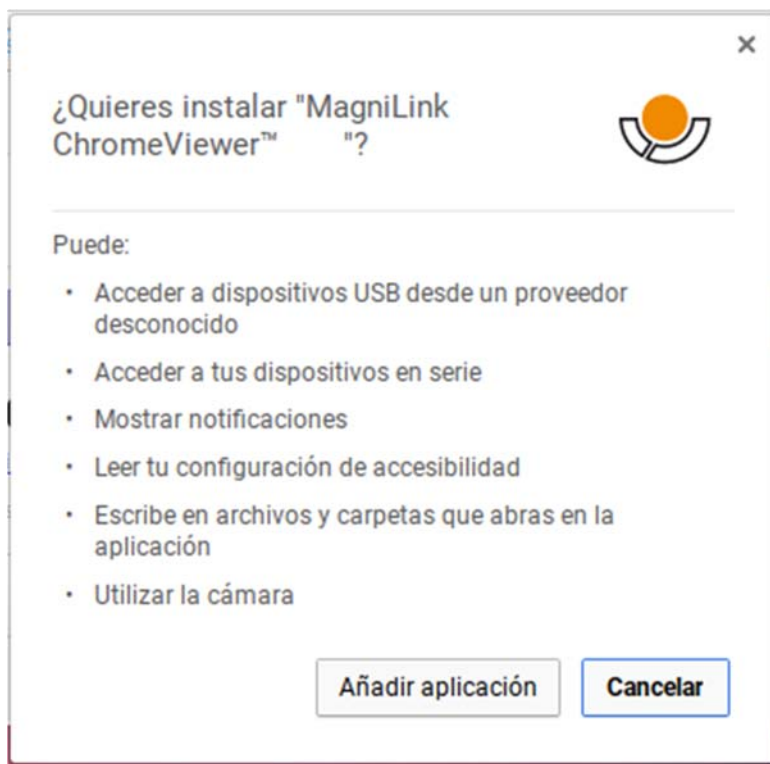 ¿Quieres instalar "MagniLink
ChromeViewer™ "?
Puede:
• Acceder a dispositivos USB desde un proveedor
desconocido
• Acceder a tus dispositivos en serie
• Mostrar notificaciones
• Leer tu configuración de accesibilidad
• Escribe en archivos y carpetas que abras en la
aplicación
• Utilizar la cámara
Añadir aplicación
Cancelar